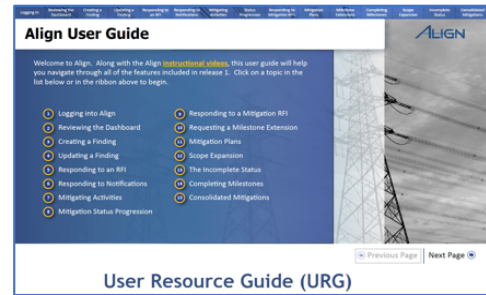 Logging In
Reviewing the Dashboard
Creating a Finding
Updating a Finding
Responding to an RFI
Responding to Notifications
Mitigating Activities
Status Progression
Responding to Mitigation RFI
Mitigation Plans
Milestone Extensions
Completing Milestones
Scope Expansion
Incomplete Status
Consolidated Mitigations
Align User Guide
ALIGN
Welcome to Align. Along with the Align instructional videos, this user guide will help
you navigate through all of the features included in release 1. Click on a topic in the
list below or in the ribbon above to begin.
1 Logging into Align
2 Reviewing the Dashboard
3 Creating a Finding
4 Updating a Finding
5 Responding to an RFI
6 Responding to Notifications
7 Mitigating Activities
8 Mitigation Status Progression
9 Responding to a Mitigation RFI
10 Requesting a Milestone Extension
11 Mitigation Plans
12 Scope Expansion
13 The Incomplete Status
14 Completing Milestones
15 Consolidated Mitigations
Previous Page
Next Page
User Resource Guide (URG)